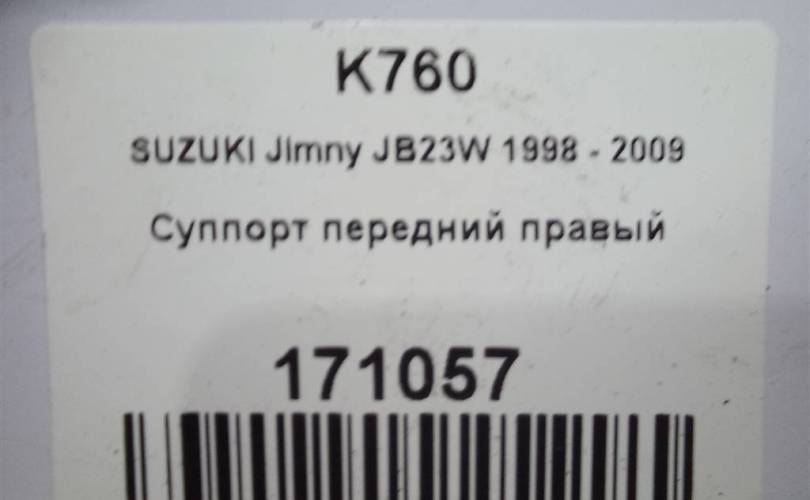 K760
SUZUKI Jimny JB23W 1998 - 2009
Суппорт передний правый
171057